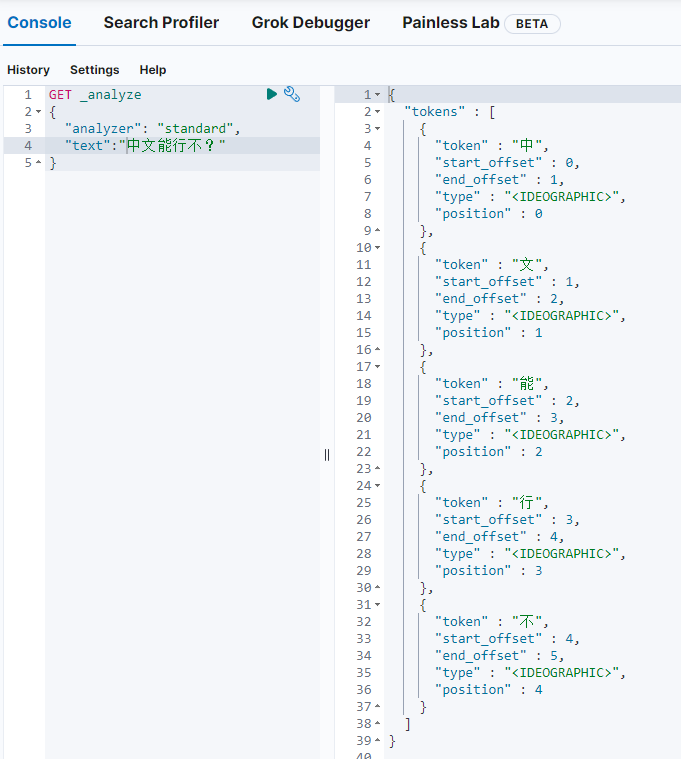 Console Search Profiler Grok Debugger Painless Lab BETA
History Settings Help
1 GET _analyze
2 {
3 "analyzer": "standard",
4 "text":"中文能行不？"
5 }
1 {
2 "tokens" : [
3 {
4 "token" : "中",
5 "start_offset" : 0,
6 "end_offset" : 1,
7 "type" : "<IDEOGRAPHIC>",
8 "position" : 0
9 },
10 {
11 "token" : "文",
12 "start_offset" : 1,
13 "end_offset" : 2,
14 "type" : "<IDEOGRAPHIC>",
15 "position" : 1
16 },
17 {
18 "token" : "能",
19 "start_offset" : 2,
20 "end_offset" : 3,
21 "type" : "<IDEOGRAPHIC>",
22 "position" : 2
23 },
24 {
25 "token" : "行",
26 "start_offset" : 3,
27 "end_offset" : 4,
28 "type" : "<IDEOGRAPHIC>",
29 "position" : 3
30 },
31 {
32 "token" : "不",
33 "start_offset" : 4,
34 "end_offset" : 5,
35 "type" : "<IDEOGRAPHIC>",
36 "position" : 4
37 }
38 ]
39 }
40